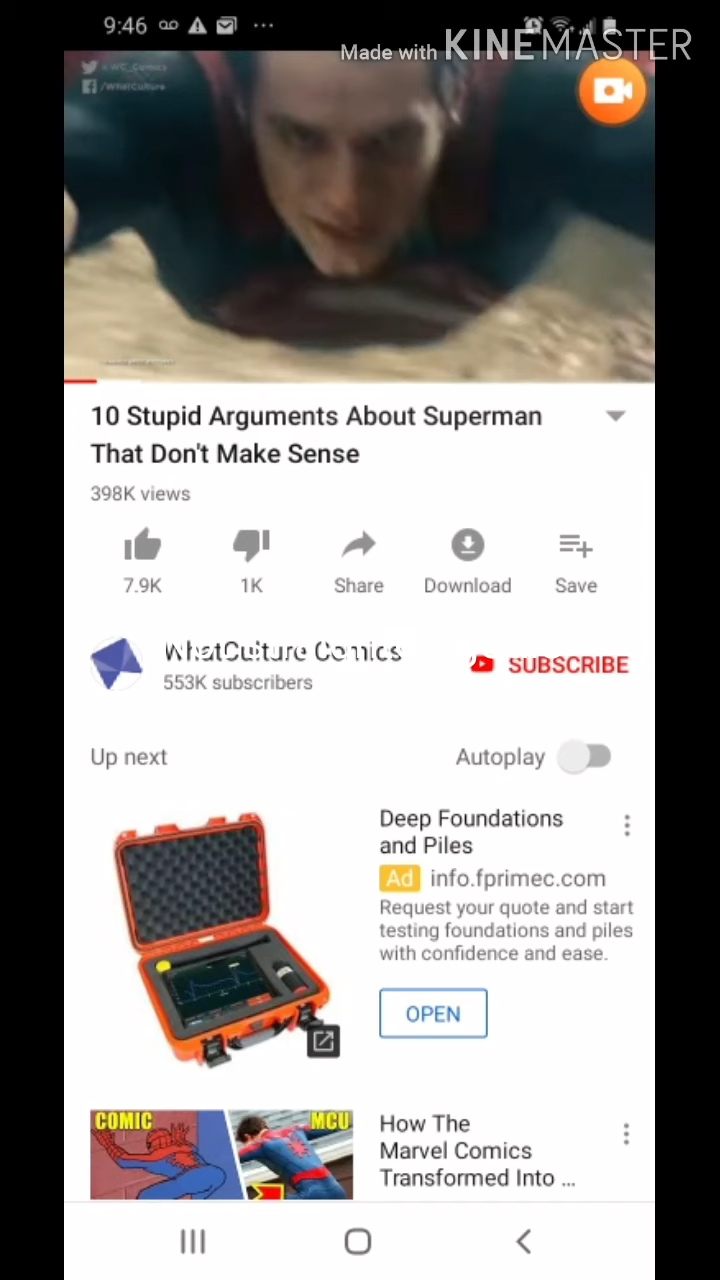 9:46
Made with KINEMASTER
@WC_Comics
/WhatCulture
10 Stupid Arguments About Superman
That Don't Make Sense
398K views
7.9K
1K
Share
Download
Save
WhatCulture Comics
SUBSCRIBE
553K subscribers
Up next
Autoplay
Deep Foundations
and Piles
Ad info.fprimec.com
Request your quote and start
testing foundations and piles
with confidence and ease.
OPEN
COMIC
MCU
How The
Marvel Comics
Transformed Into ...